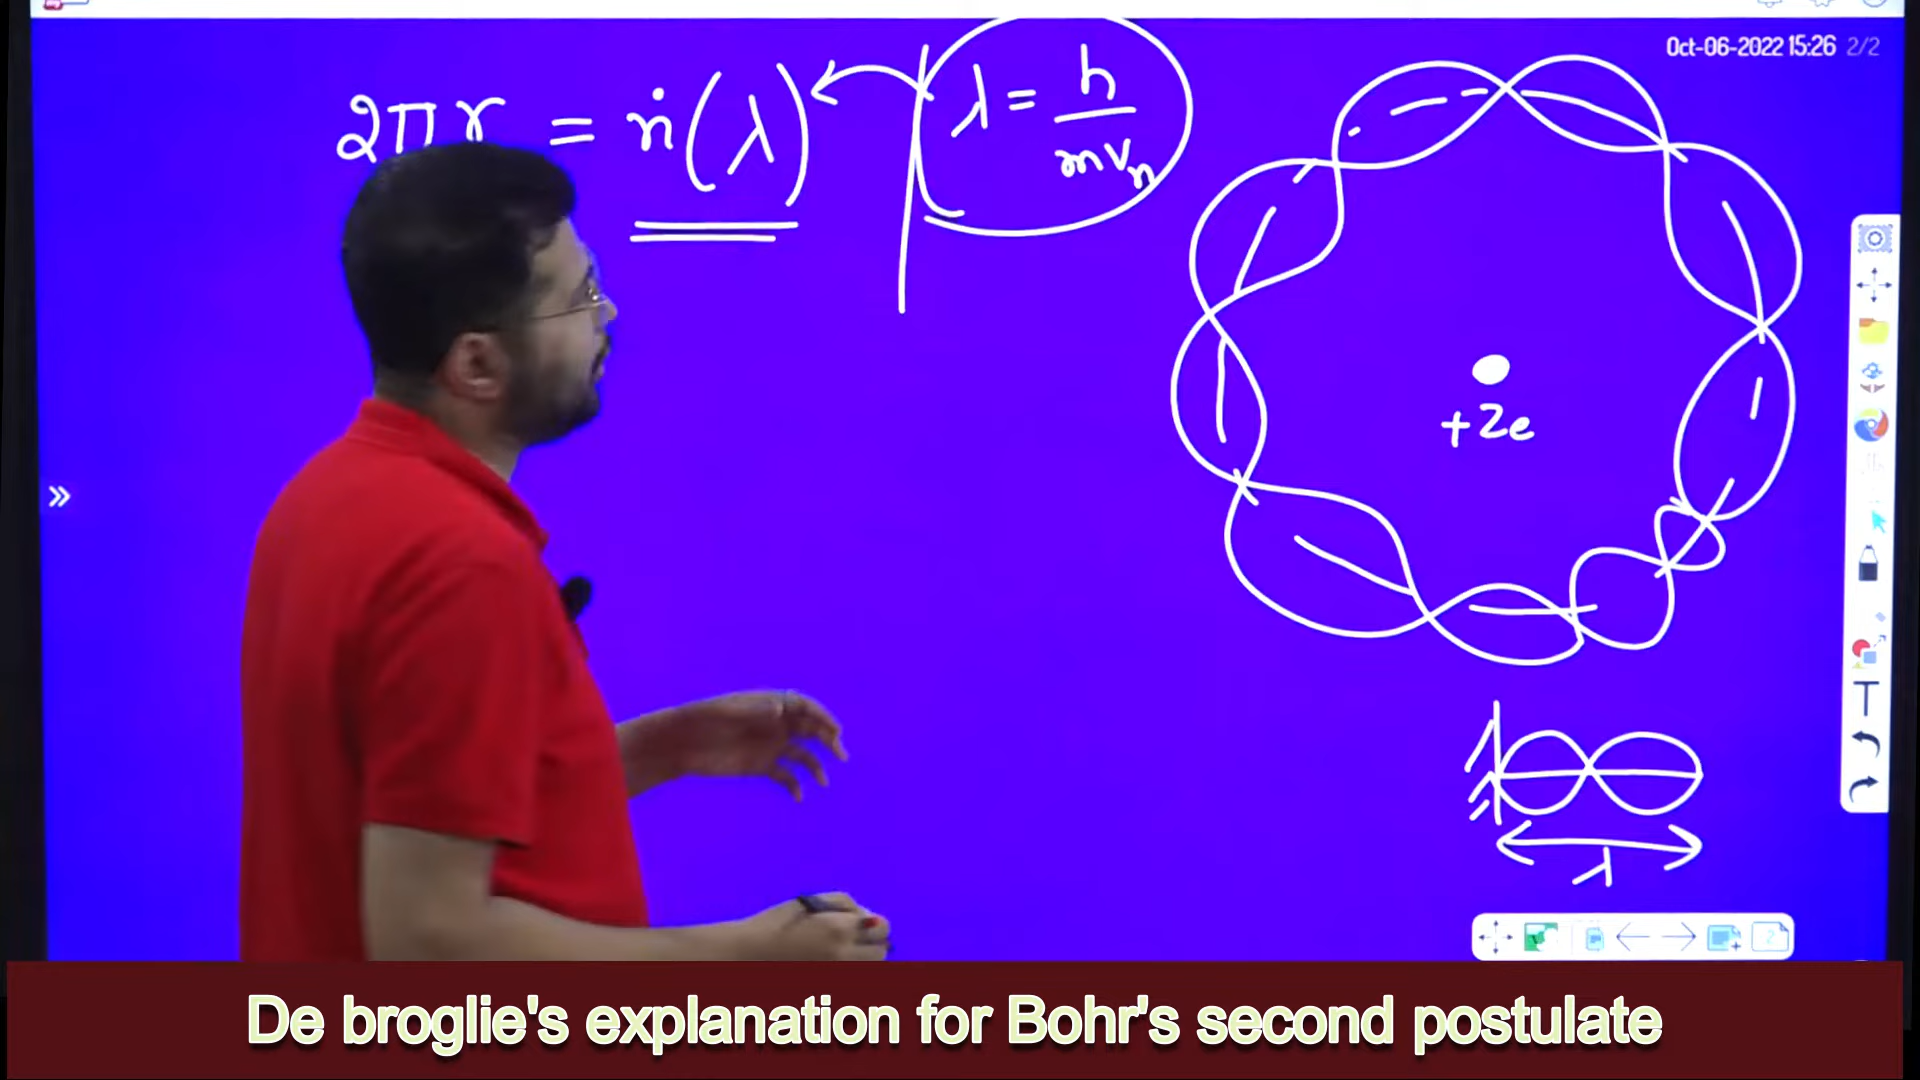 Oct-06-2022 15:26 2/2
2πr = n(λ)
λ = h/mvₙ
+Ze
λ
De broglie's explanation for Bohr's second postulate